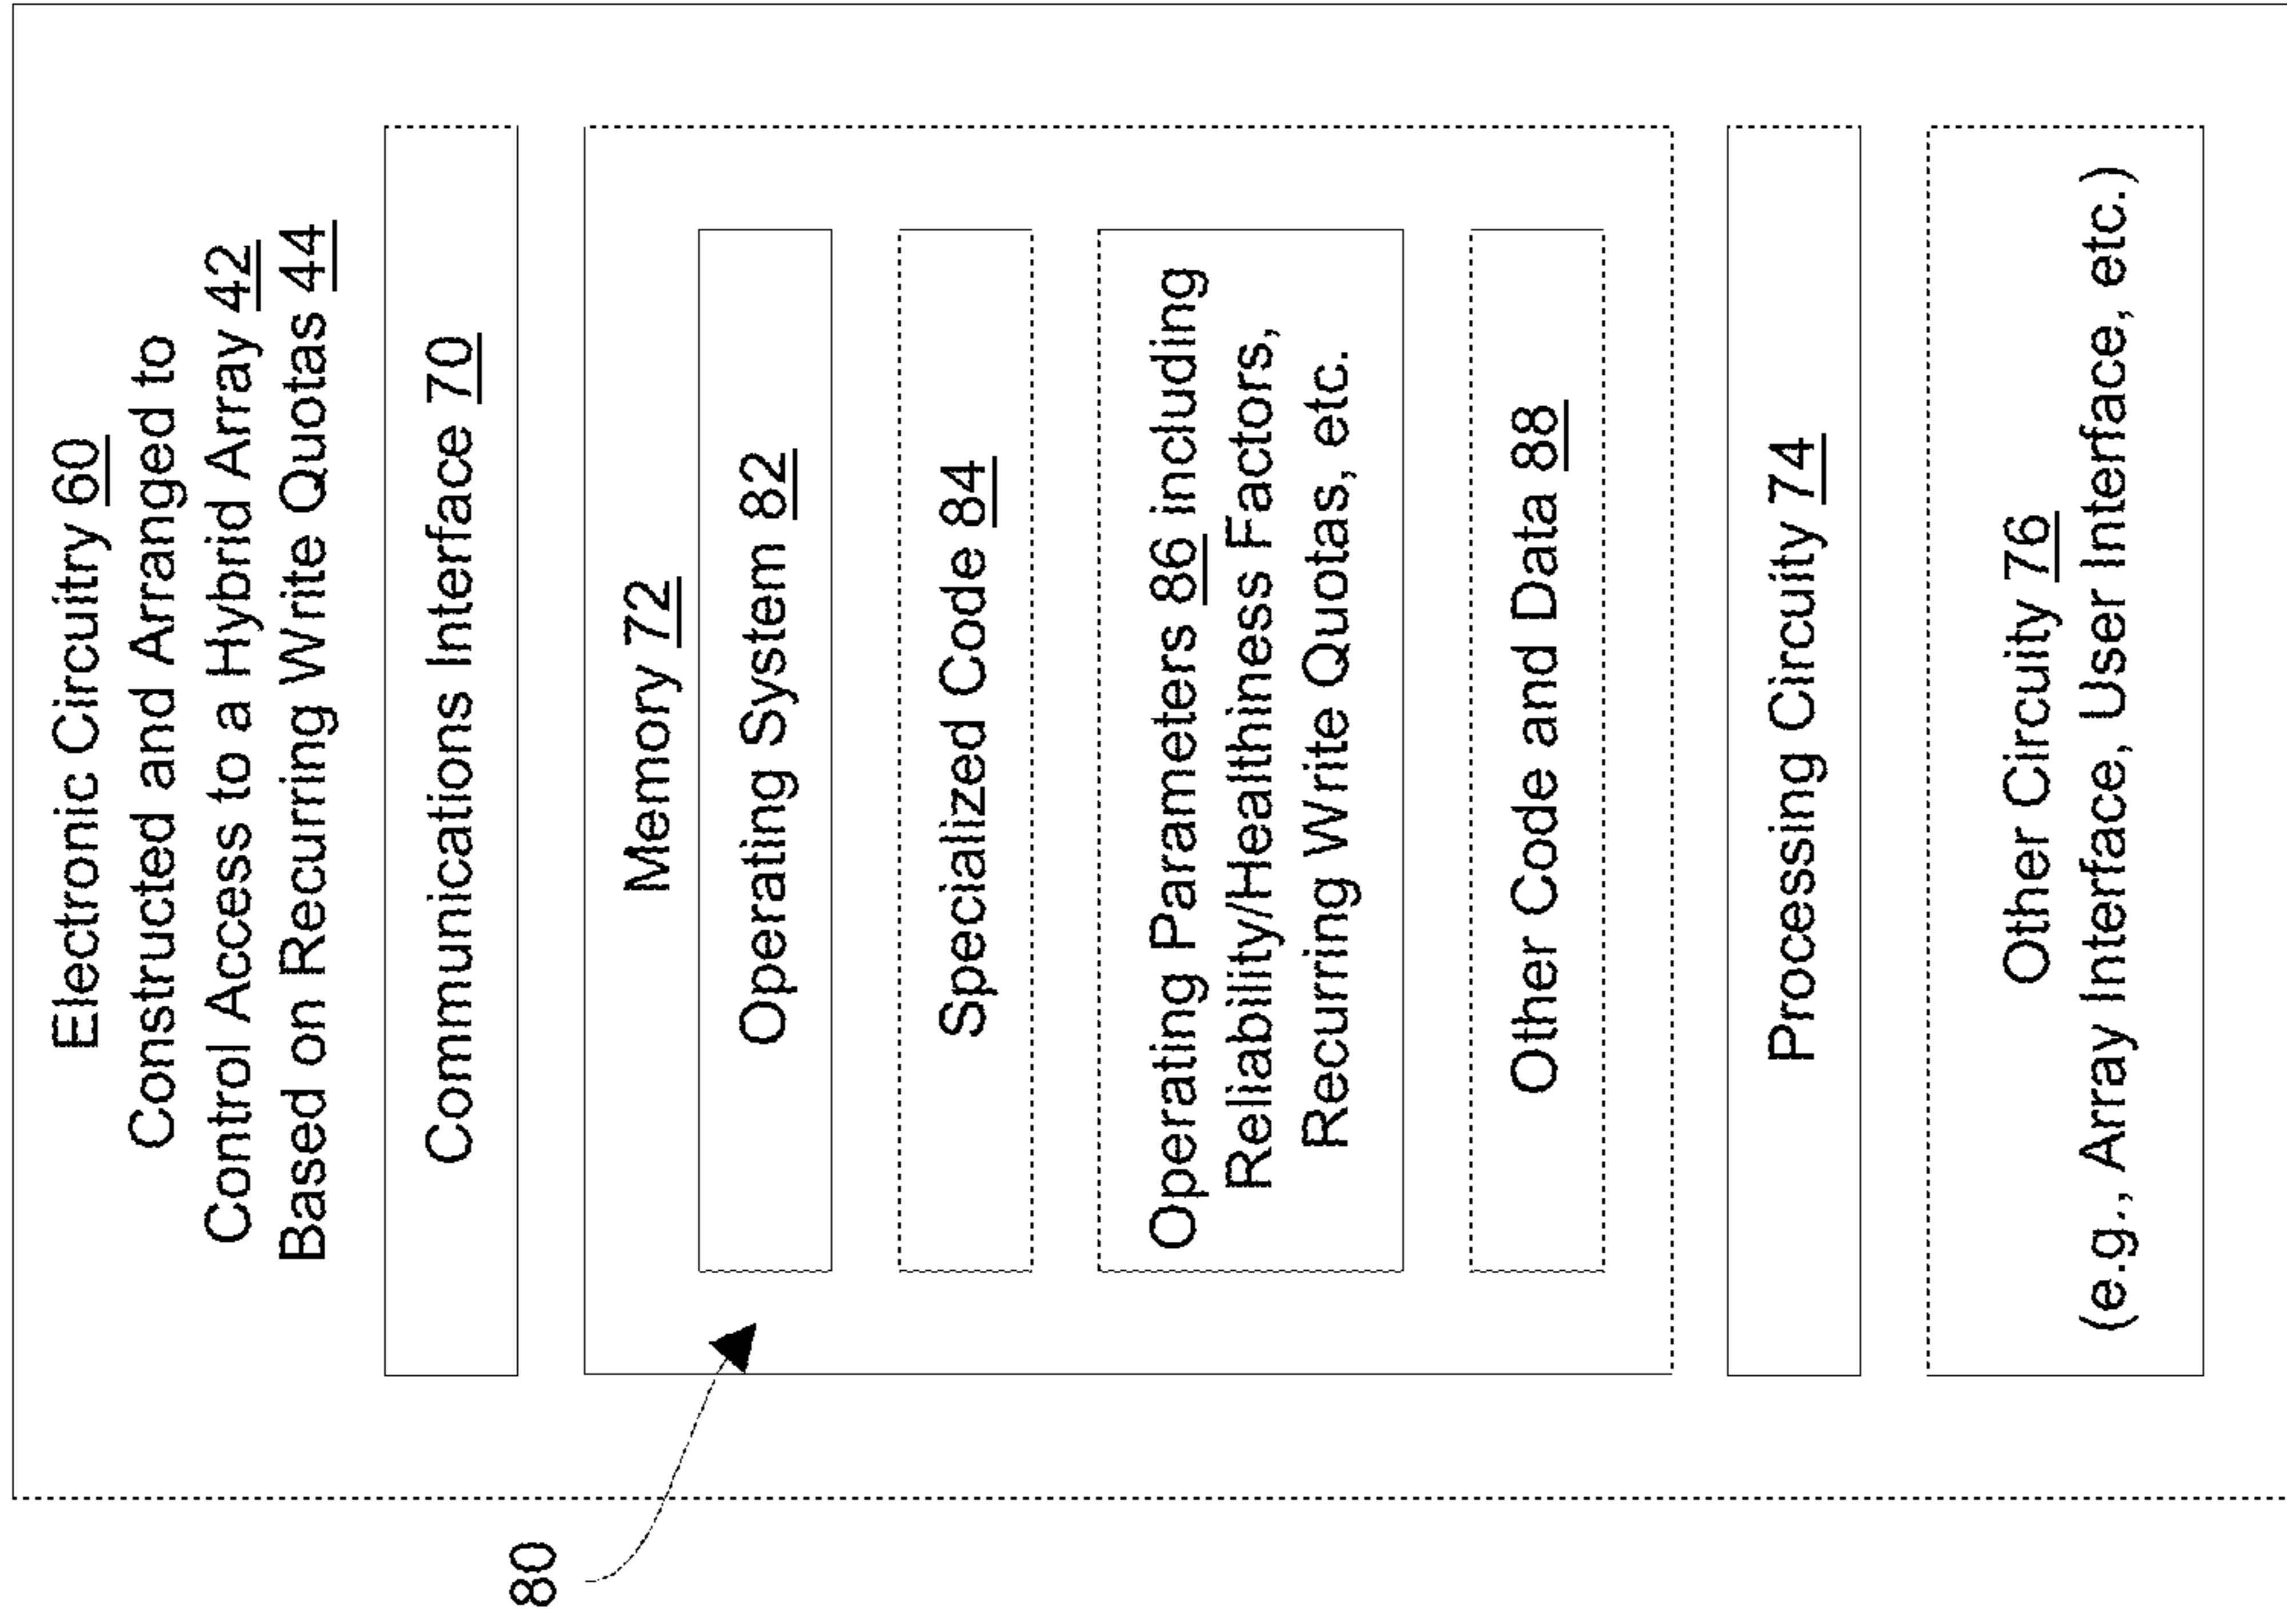 Electronic Circuitry 60
Constructed and Arranged to
Control Access to a Hybrid Array 42
Based on Recurring Write Quotas 44
Communications Interface 70
80
Memory 72
Operating System 82
Specialized Code 84
Operating Parameters 86 including
Reliability/Healthiness Factors,
Recurring Write Quotas, etc.
Other Code and Data 88
Processing Circuity 74
Other Circuity 76
(e.g., Array Interface, User Interface, etc.)